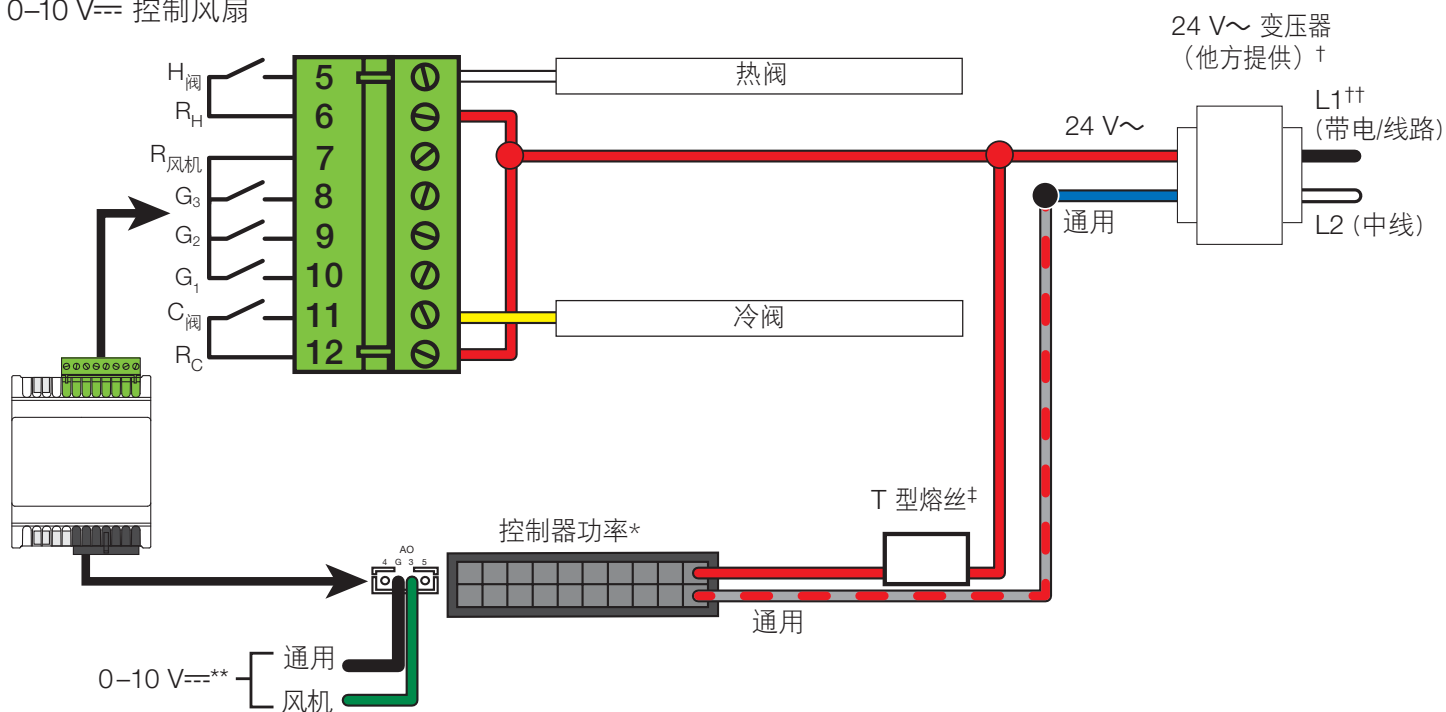 0–10 V⎓ 控制风扇
24 V～ 变压器
（他方提供）†
H阀
5
热阀
L1††
(带电/线路)
R_H
6
24 V～
R风机
7
G₃
8
通用
L2 (中线)
G₂
9
G₁
10
C阀
11
冷阀
R_C
12
T 型熔丝‡
控制器功率*
AO
4 G 3 5
通用
0–10 V⎓**
通用
风机